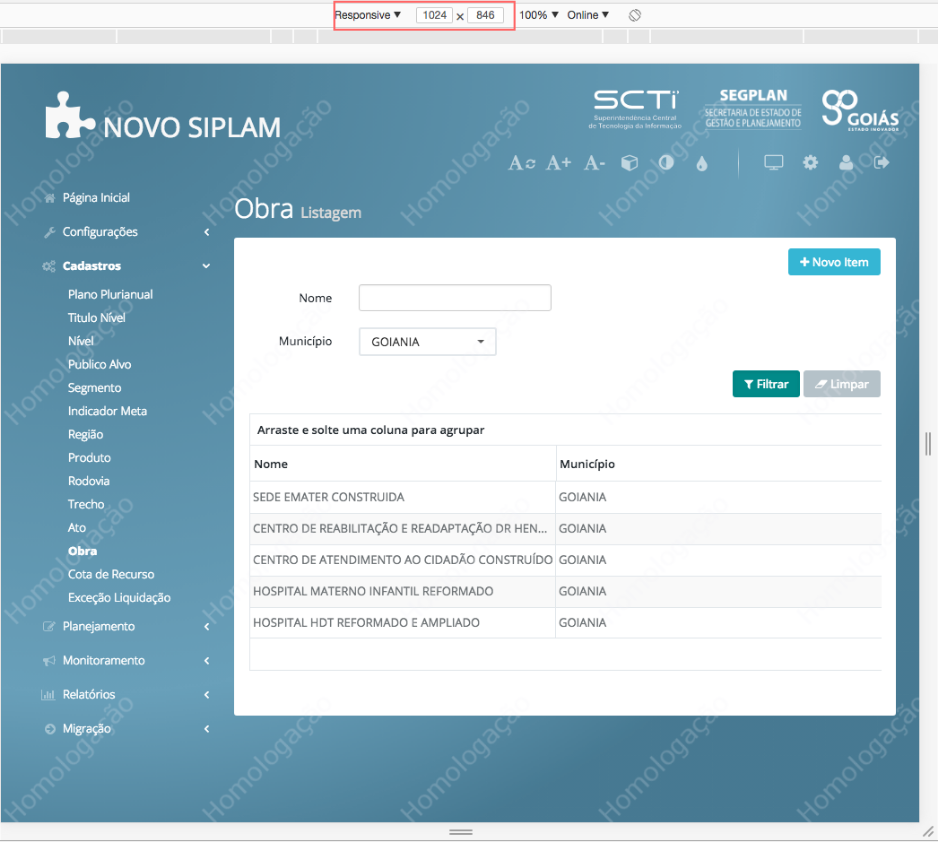 Responsive ▼ 1024 x 846 100% ▼ Online ▼
NOVO SIPLAM
SCTi
Superintendência Central
de Tecnologia da Informação
SEGPLAN
SECRETARIA DE ESTADO DE
GESTÃO E PLANEJAMENTO
GOIÁS
ESTADO INOVADOR
A A+ A-
Página Inicial
Configurações
Cadastros
Plano Plurianual
Titulo Nível
Nível
Publico Alvo
Segmento
Indicador Meta
Região
Produto
Rodovia
Trecho
Ato
Obra
Cota de Recurso
Exceção Liquidação
Planejamento
Monitoramento
Relatórios
Migração
Obra Listagem
+ Novo Item
Nome
Município GOIANIA
Filtrar Limpar
Arraste e solte uma coluna para agrupar
Nome Município
SEDE EMATER CONSTRUIDA GOIANIA
CENTRO DE REABILITAÇÃO E READAPTAÇÃO DR HEN... GOIANIA
CENTRO DE ATENDIMENTO AO CIDADÃO CONSTRUÍDO GOIANIA
HOSPITAL MATERNO INFANTIL REFORMADO GOIANIA
HOSPITAL HDT REFORMADO E AMPLIADO GOIANIA
Homologação